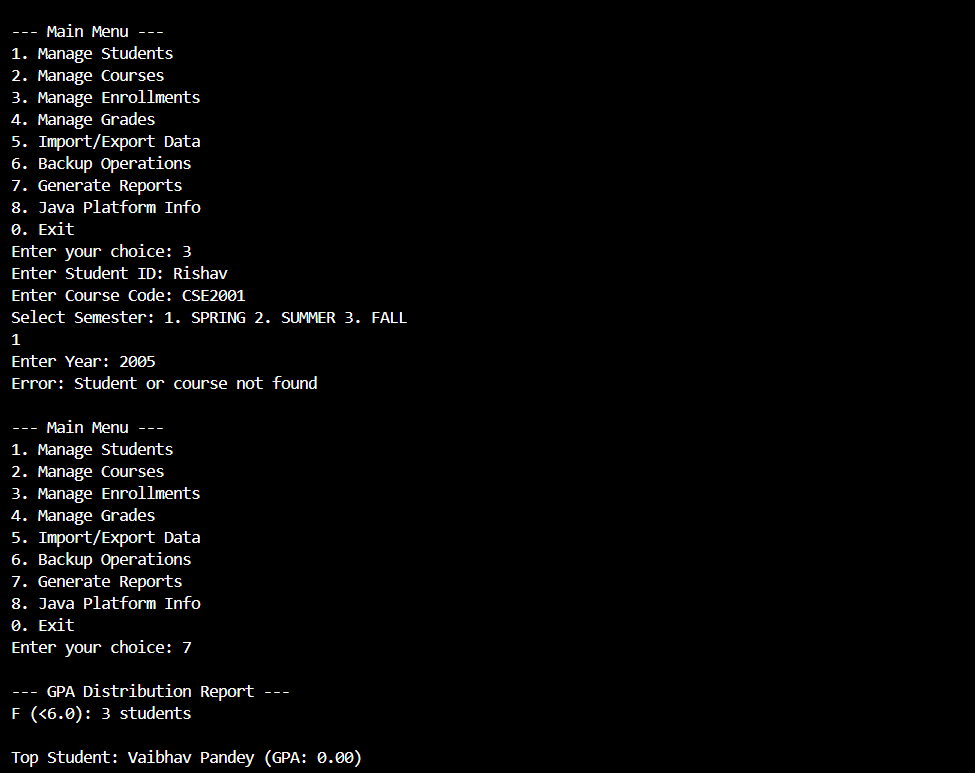 --- Main Menu ---
1. Manage Students
2. Manage Courses
3. Manage Enrollments
4. Manage Grades
5. Import/Export Data
6. Backup Operations
7. Generate Reports
8. Java Platform Info
0. Exit
Enter your choice: 3
Enter Student ID: Rishav
Enter Course Code: CSE2001
Select Semester: 1. SPRING 2. SUMMER 3. FALL
1
Enter Year: 2005
Error: Student or course not found
--- Main Menu ---
1. Manage Students
2. Manage Courses
3. Manage Enrollments
4. Manage Grades
5. Import/Export Data
6. Backup Operations
7. Generate Reports
8. Java Platform Info
0. Exit
Enter your choice: 7
--- GPA Distribution Report ---
F (<6.0): 3 students
Top Student: Vaibhav Pandey (GPA: 0.00)